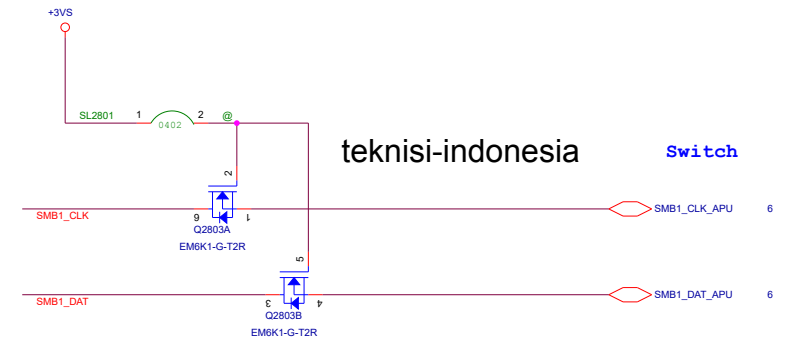 +3VS
SL2801 1 2 @
0402
teknisi-indonesia
Switch
2
SMB1_CLK 6 1 SMB1_CLK_APU 6
Q2803A
EM6K1-G-T2R
5
SMB1_DAT 3 4 SMB1_DAT_APU 6
Q2803B
EM6K1-G-T2R